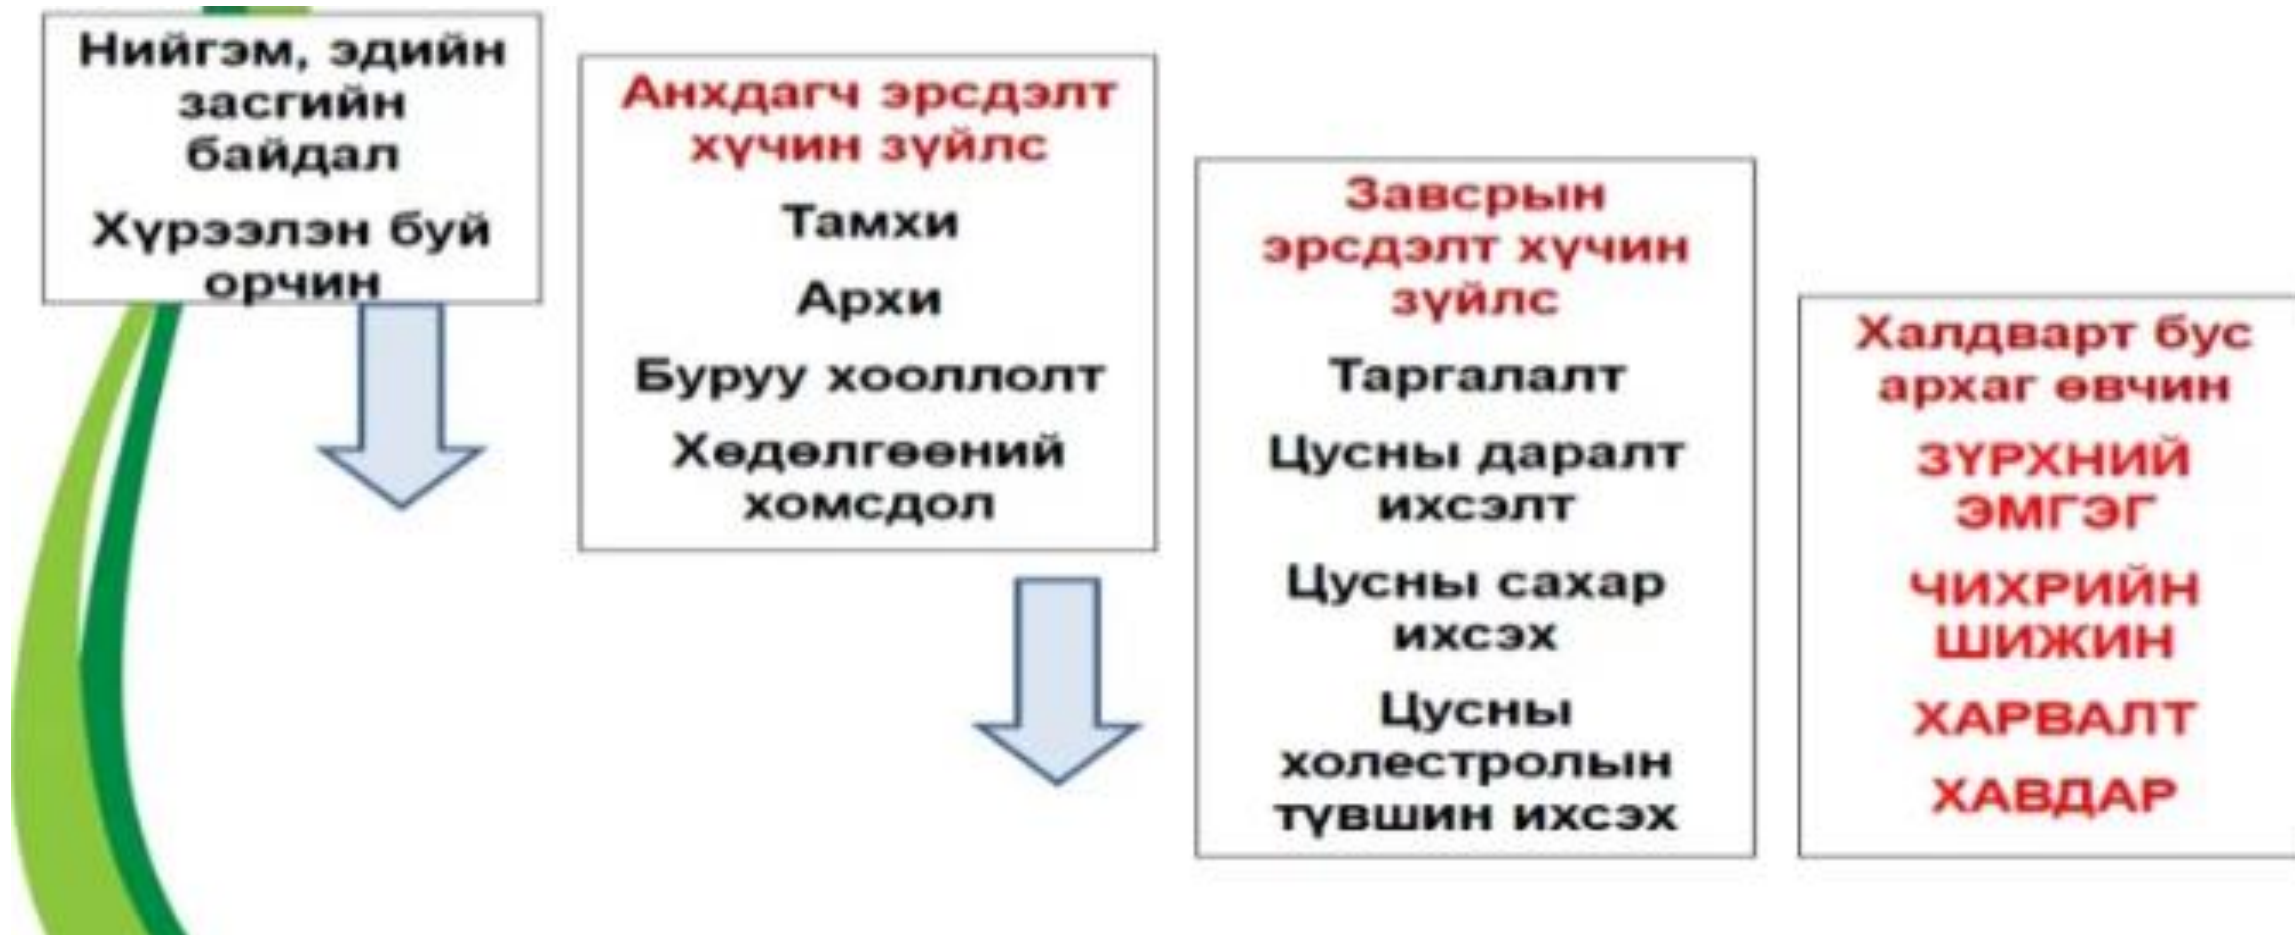 Нийгэм, эдийн
засгийн
байдал
Хүрээлэн буй
орчин
Анхдагч эрсдэлт
хүчин зүйлс
Тамхи
Архи
Буруу хооллолт
Хөдөлгөөний
хомсдол
Завсрын
эрсдэлт хүчин
зүйлс
Таргалалт
Цусны даралт
ихсэлт
Цусны сахар
ихсэх
Цусны
холестролын
түвшин ихсэх
Халдварт бус
архаг өвчин
ЗҮРХНИЙ
ЭМГЭГ
ЧИХРИЙН
ШИЖИН
ХАРВАЛТ
ХАВДАР